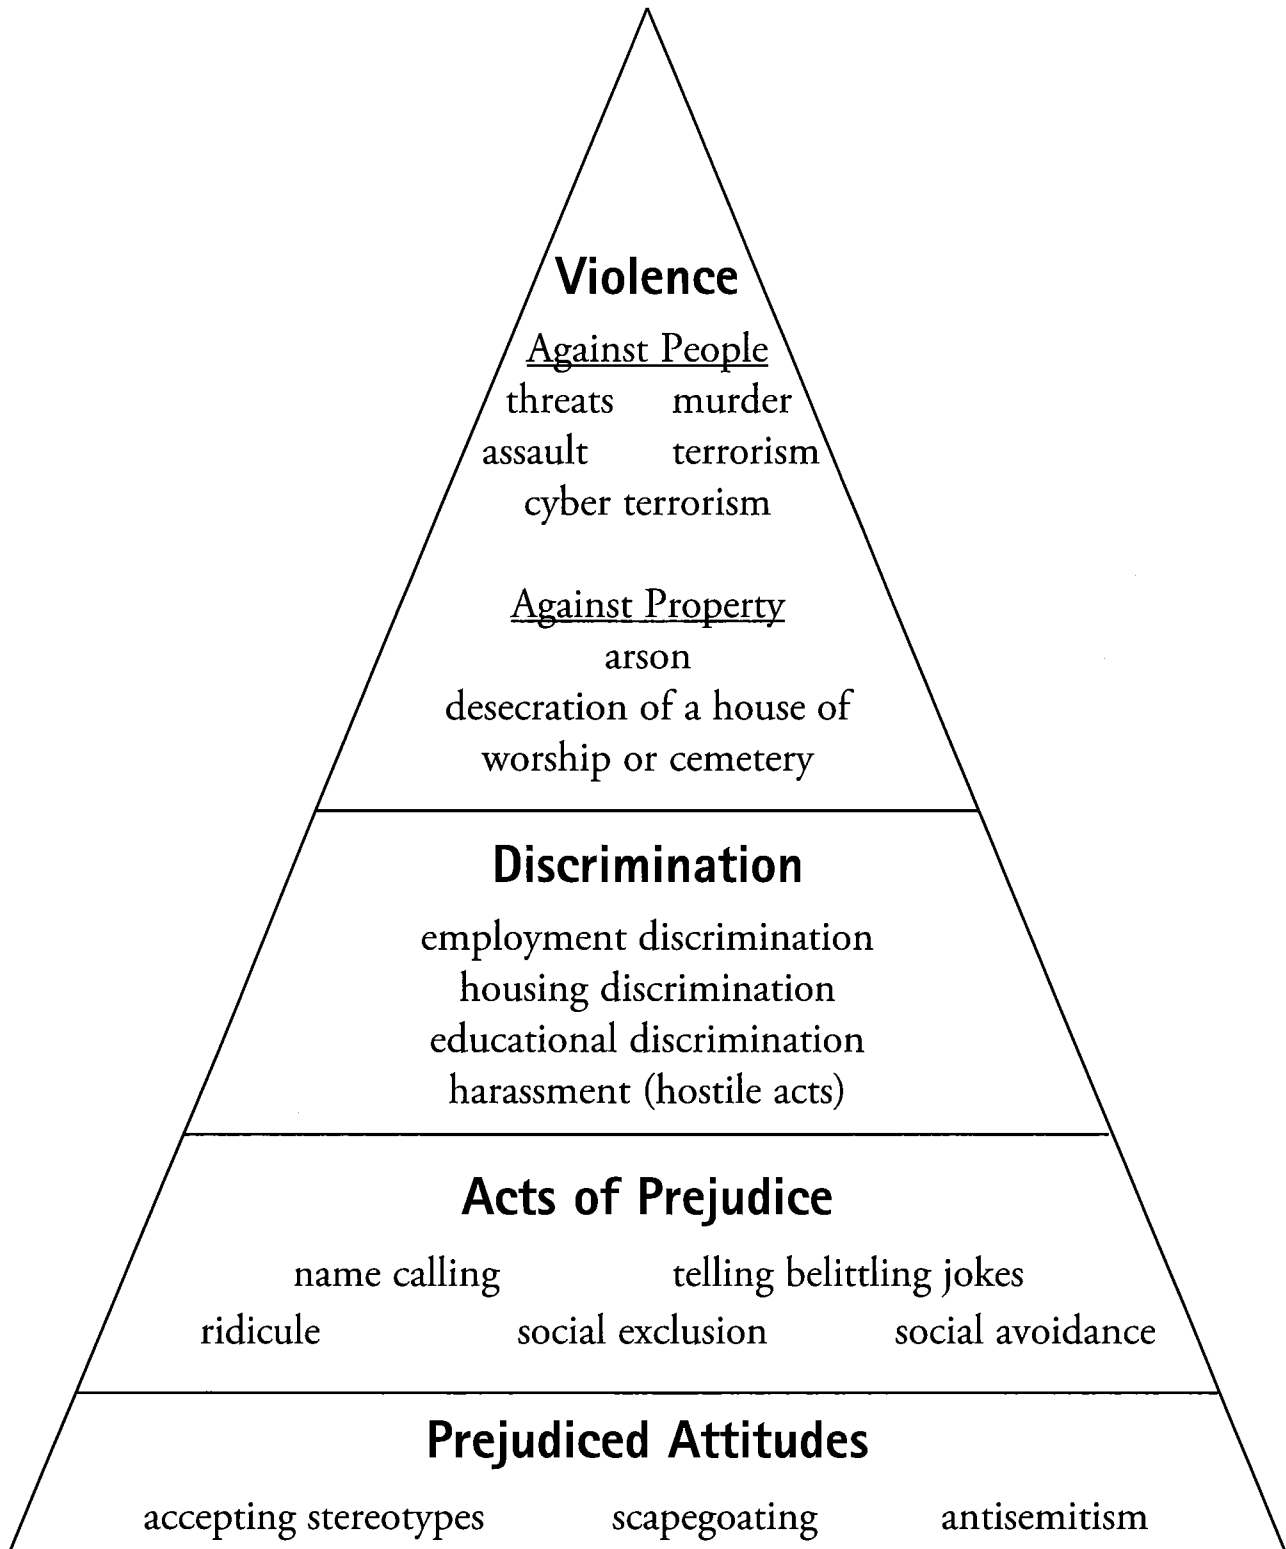 Violence
Against People
threats murder
assault terrorism
cyber terrorism
Against Property
arson
desecration of a house of
worship or cemetery
Discrimination
employment discrimination
housing discrimination
educational discrimination
harassment (hostile acts)
Acts of Prejudice
name calling telling belittling jokes
ridicule social exclusion social avoidance
Prejudiced Attitudes
accepting stereotypes scapegoating antisemitism